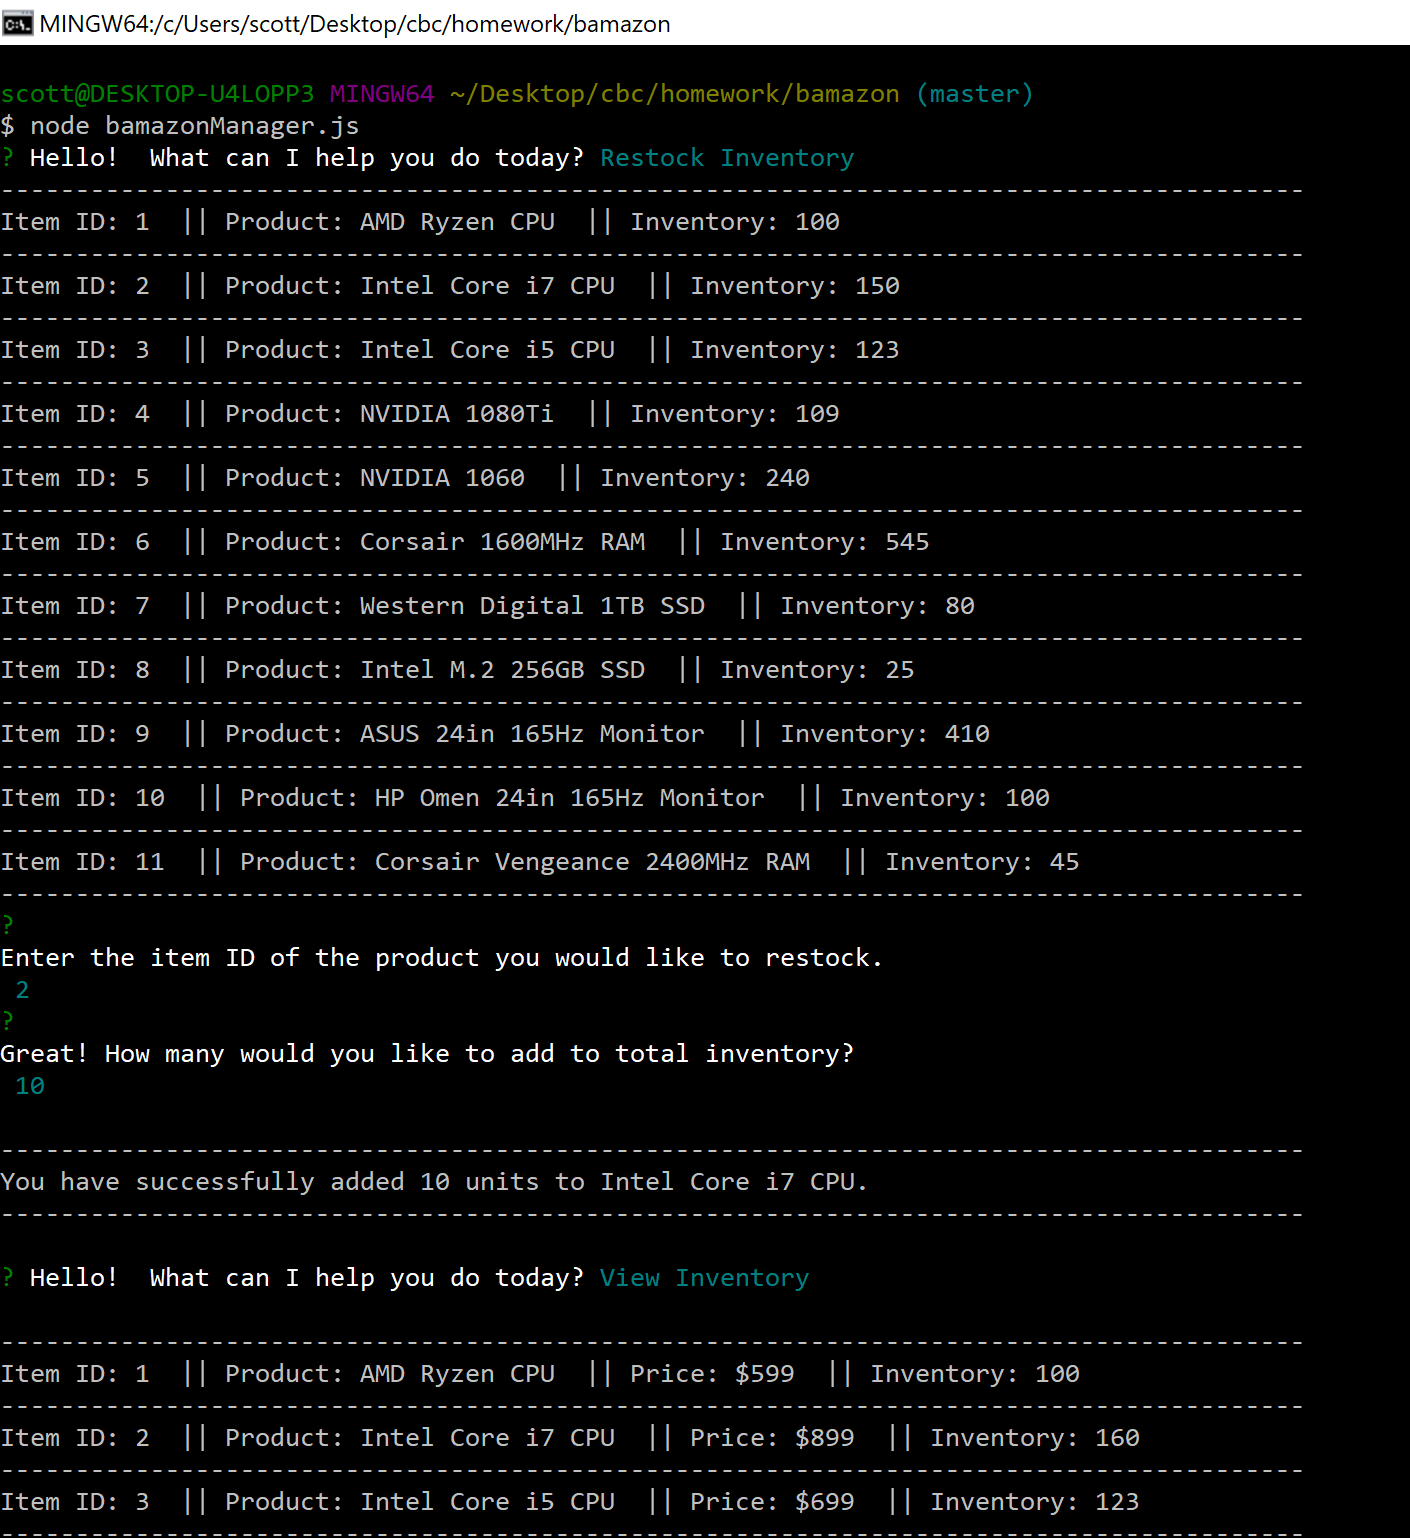 MINGW64:/c/Users/scott/Desktop/cbc/homework/bamazon
scott@DESKTOP-U4LOPP3 MINGW64 ~/Desktop/cbc/homework/bamazon (master)
$ node bamazonManager.js
? Hello!  What can I help you do today? Restock Inventory
---------------------------------------------------------------------------------------
Item ID: 1  || Product: AMD Ryzen CPU  || Inventory: 100
---------------------------------------------------------------------------------------
Item ID: 2  || Product: Intel Core i7 CPU  || Inventory: 150
---------------------------------------------------------------------------------------
Item ID: 3  || Product: Intel Core i5 CPU  || Inventory: 123
---------------------------------------------------------------------------------------
Item ID: 4  || Product: NVIDIA 1080Ti  || Inventory: 109
---------------------------------------------------------------------------------------
Item ID: 5  || Product: NVIDIA 1060  || Inventory: 240
---------------------------------------------------------------------------------------
Item ID: 6  || Product: Corsair 1600MHz RAM  || Inventory: 545
---------------------------------------------------------------------------------------
Item ID: 7  || Product: Western Digital 1TB SSD  || Inventory: 80
---------------------------------------------------------------------------------------
Item ID: 8  || Product: Intel M.2 256GB SSD  || Inventory: 25
---------------------------------------------------------------------------------------
Item ID: 9  || Product: ASUS 24in 165Hz Monitor  || Inventory: 410
---------------------------------------------------------------------------------------
Item ID: 10  || Product: HP Omen 24in 165Hz Monitor  || Inventory: 100
---------------------------------------------------------------------------------------
Item ID: 11  || Product: Corsair Vengeance 2400MHz RAM  || Inventory: 45
---------------------------------------------------------------------------------------
?
Enter the item ID of the product you would like to restock.
 2
?
Great! How many would you like to add to total inventory?
 10
---------------------------------------------------------------------------------------
You have successfully added 10 units to Intel Core i7 CPU.
---------------------------------------------------------------------------------------
? Hello!  What can I help you do today? View Inventory
---------------------------------------------------------------------------------------
Item ID: 1  || Product: AMD Ryzen CPU  || Price: $599  || Inventory: 100
---------------------------------------------------------------------------------------
Item ID: 2  || Product: Intel Core i7 CPU  || Price: $899  || Inventory: 160
---------------------------------------------------------------------------------------
Item ID: 3  || Product: Intel Core i5 CPU  || Price: $699  || Inventory: 123
---------------------------------------------------------------------------------------